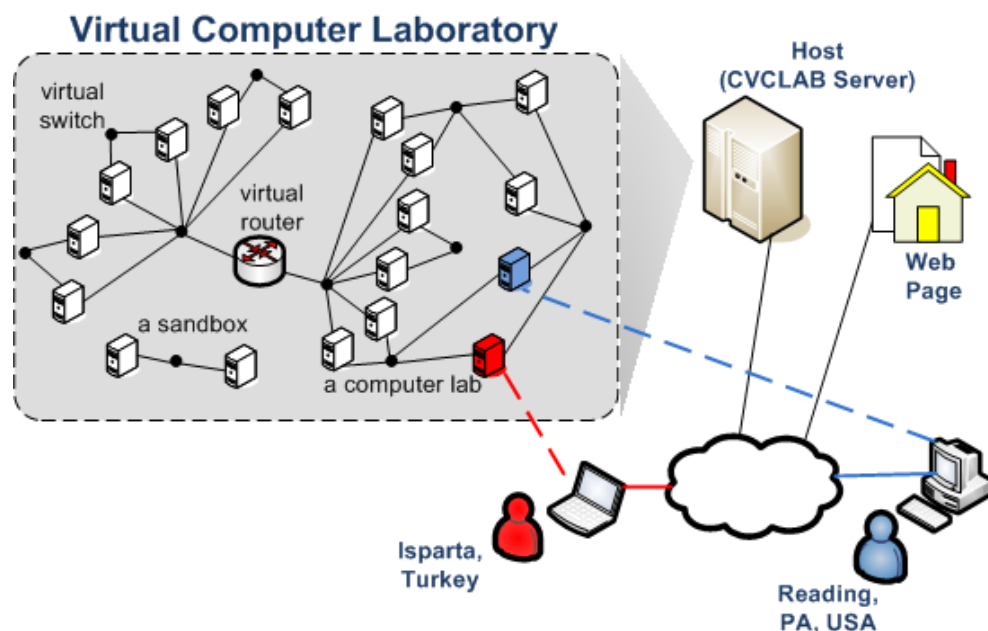 Virtual Computer Laboratory
virtual
switch
virtual
router
a sandbox
a computer lab
Host
(CVCLAB Server)
Web
Page
Isparta,
Turkey
Reading,
PA, USA